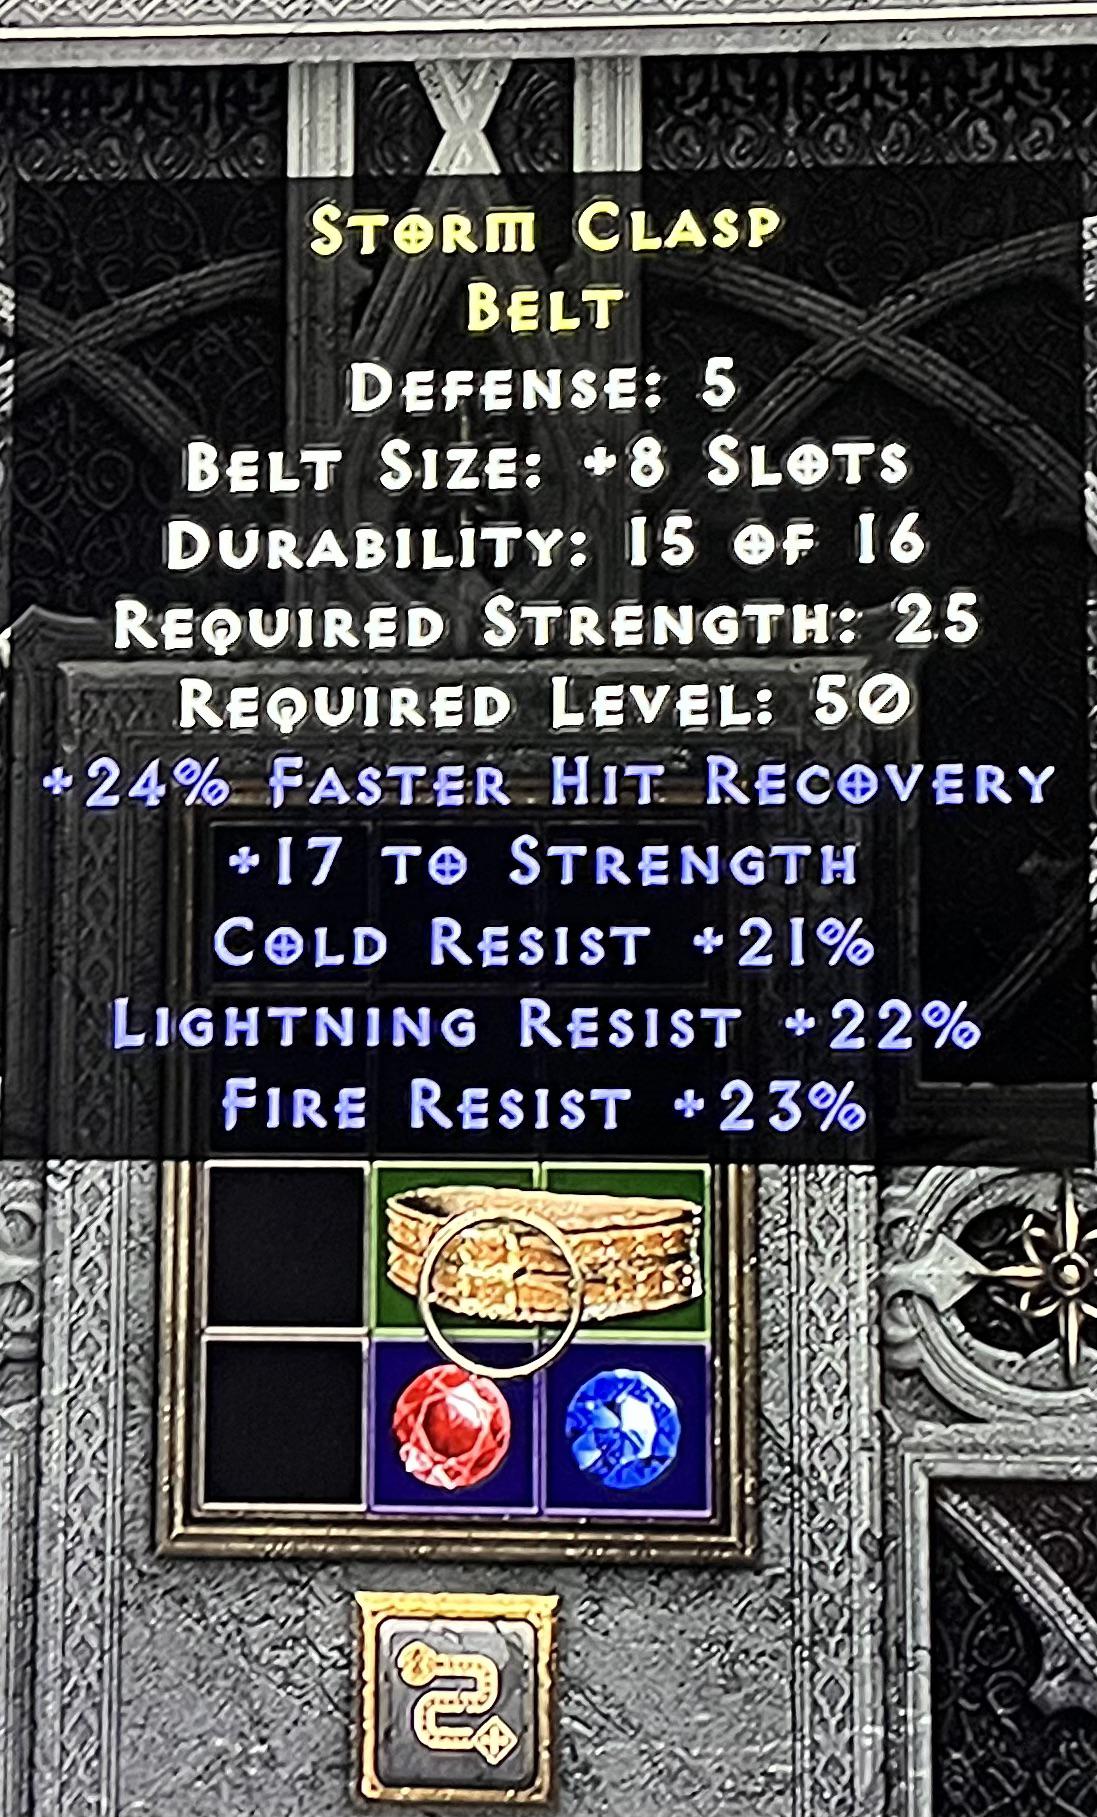 Storm Clasp
Belt
Defense: 5
Belt Size: +8 Slots
Durability: 15 of 16
Required Strength: 25
Required Level: 50
+24% Faster Hit Recovery
+17 to Strength
Cold Resist +21%
Lightning Resist +22%
Fire Resist +23%